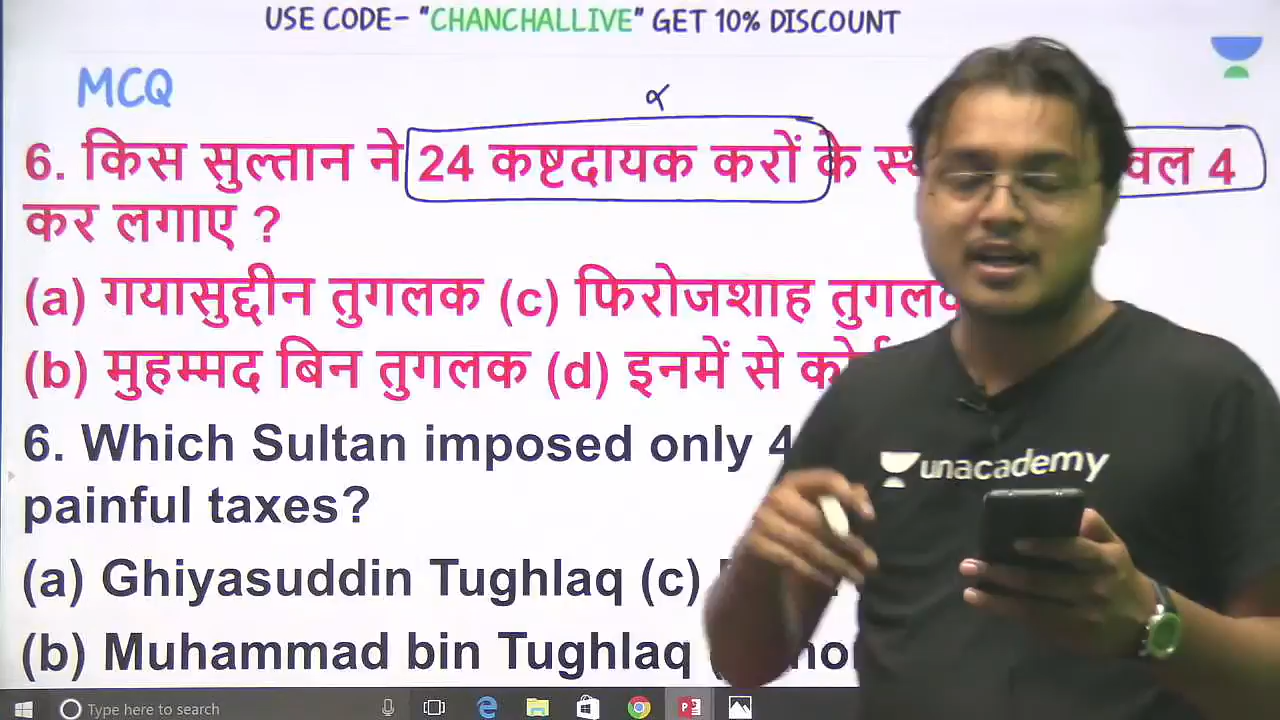 USE CODE- "CHANCHALLIVE" GET 10% DISCOUNT
MCQ
6. किस सुल्तान ने 24 कष्टदायक करों के 4
कर लगाए ?
(a) गयासुद्दीन तुगलक (c) फिरोजशाह तुगलक
(b) मुहम्मद बिन तुगलक (d) इनमें से
6. Which Sultan imposed only 4
painful taxes?
(a) Ghiyasuddin Tughlaq (c)
(b) Muhammad bin Tughlaq
unacademy
Type here to search